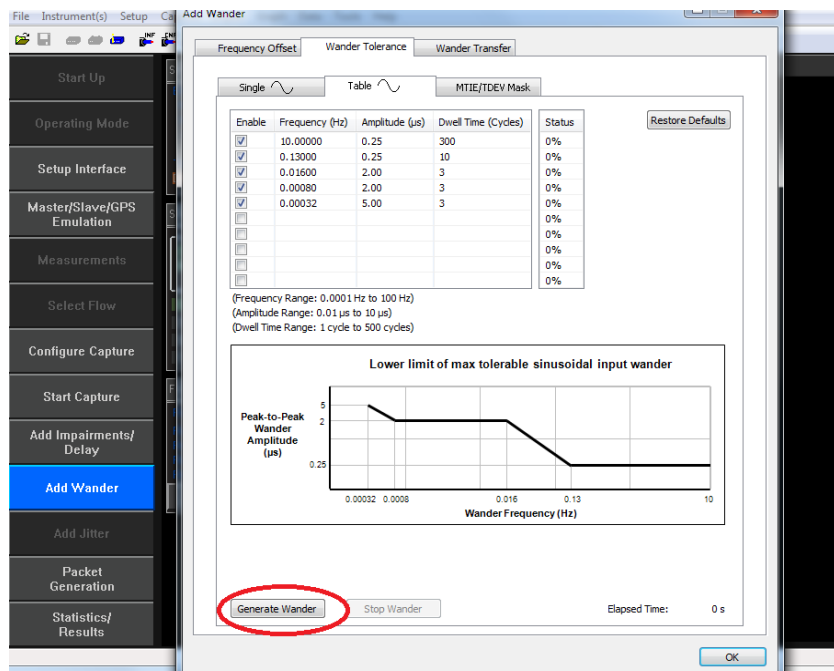 File Instrument(s) Setup
Add Wander
Start Up
Operating Mode
Setup Interface
Master/Slave/GPS
Emulation
Measurements
Select Flow
Configure Capture
Start Capture
Add Impairments/
Delay
Add Wander
Add Jitter
Packet
Generation
Statistics/
Results
Frequency Offset Wander Tolerance Wander Transfer
Single Table MTIE/TDEV Mask
Enable Frequency (Hz) Amplitude (µs) Dwell Time (Cycles) Status
Restore Defaults
10.00000 0.25 300 0%
0.13000 0.25 10 0%
0.01600 2.00 3 0%
0.00080 2.00 3 0%
0.00032 5.00 3 0%
0%
0%
0%
0%
0%
(Frequency Range: 0.0001 Hz to 100 Hz)
(Amplitude Range: 0.01 µs to 10 µs)
(Dwell Time Range: 1 cycle to 500 cycles)
Lower limit of max tolerable sinusoidal input wander
Peak-to-Peak
Wander
Amplitude
(µs)
5
2
0.25
0.00032 0.0008 0.016 0.13 10
Wander Frequency (Hz)
Generate Wander Stop Wander Elapsed Time: 0 s
OK